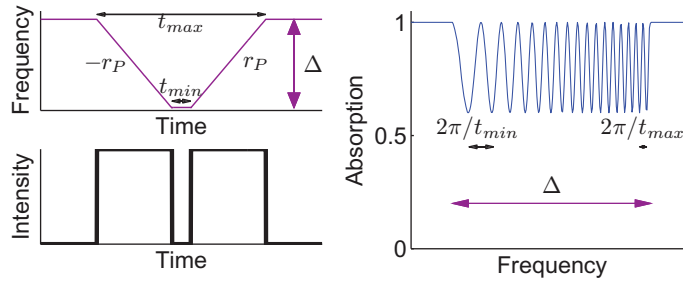 Frequency
t_max
-r_P
r_P
t_min
Δ
Time
Intensity
Time
Absorption
1
0.5
0
2π/t_min
2π/t_max
Δ
Frequency